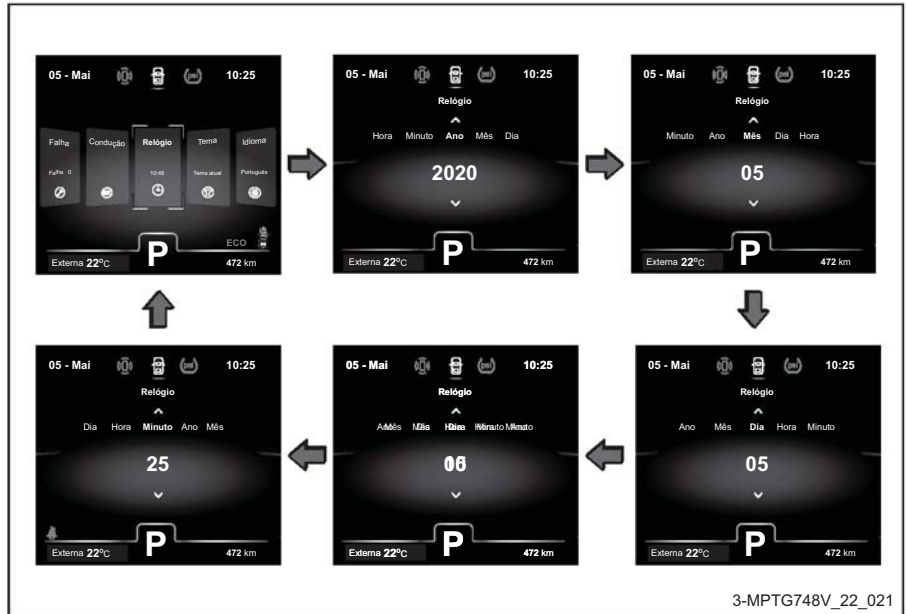 05 - Mai 10:25
Falha Condução Relógio Tema Idioma
Falha 0 10:48 Tema atual Português
ECO
P
Externa 22°C 472 km
05 - Mai (psi) 10:25
Relógio
Hora Minuto Ano Mês Dia
2020
P
Externa 22°C 472 km
05 - Mai 10:25
Relógio
Minuto Ano Mês Dia Hora
05
P
Externa 22°C 472 km
05 - Mai 10:25
Relógio
Dia Hora Minuto Ano Mês
25
P
Externa 22°C 472 km
05 - Mai 10:25
Relógio
P
Externa 22°C 472 km
05 - Mai 10:25
Relógio
Ano Mês Dia Hora Minuto
05
P
Externa 22°C 472 km
3-MPTG748V_22_021